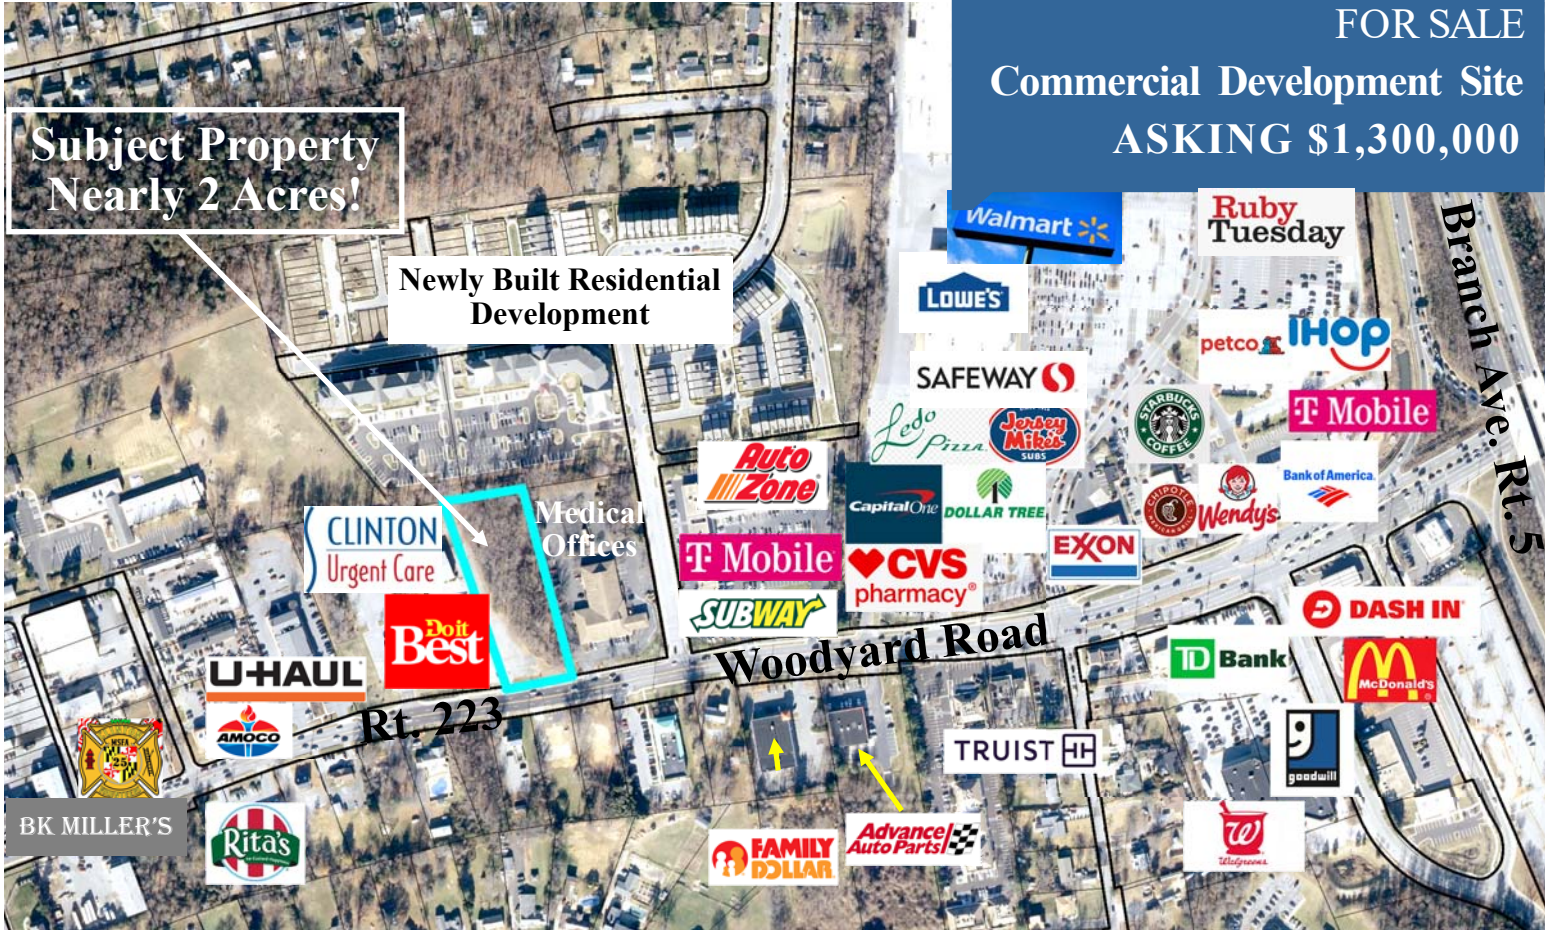 FOR SALE
Commercial Development Site
ASKING $1,300,000
Subject Property
Nearly 2 Acres!
Newly Built Residential
Development
Walmart
Ruby
Tuesday
LOWE'S
petco
IHOP
SAFEWAY
Ledo
Pizza
Jersey
Mike's
SUBS
STARBUCKS
COFFEE
T Mobile
Branch Ave. Rt. 5
Auto
Zone
Capital One
DOLLAR TREE
CHIPOTLE
Wendy's
Bank of America
Medical
Offices
CLINTON
Urgent Care
T Mobile
CVS
pharmacy®
EXXON
SUBWAY
Do it
Best
Woodyard Road
DASH IN
TD Bank
McDonald's
U-HAUL
Rt. 223
AMOCO
MSFA
25
TRUIST
goodwill
BK MILLER'S
Rita's
FAMILY
DOLLAR
Advance
Auto Parts
W
Walgreens